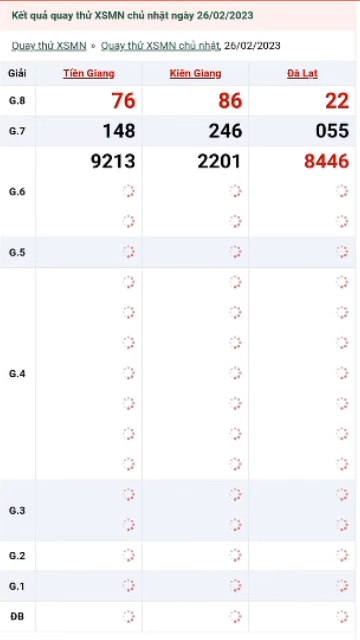 Kết quả quay thử XSMN chủ nhật ngày 26/02/2023
Quay thử XSMN » Quay thử XSMN chủ nhật, 26/02/2023
Giải Tiền Giang Kiên Giang Đà Lạt
G.8 76 86 22
G.7 148 246 055
9213 2201 8446
G.6
G.5
G.4
G.3
G.2
G.1
ĐB